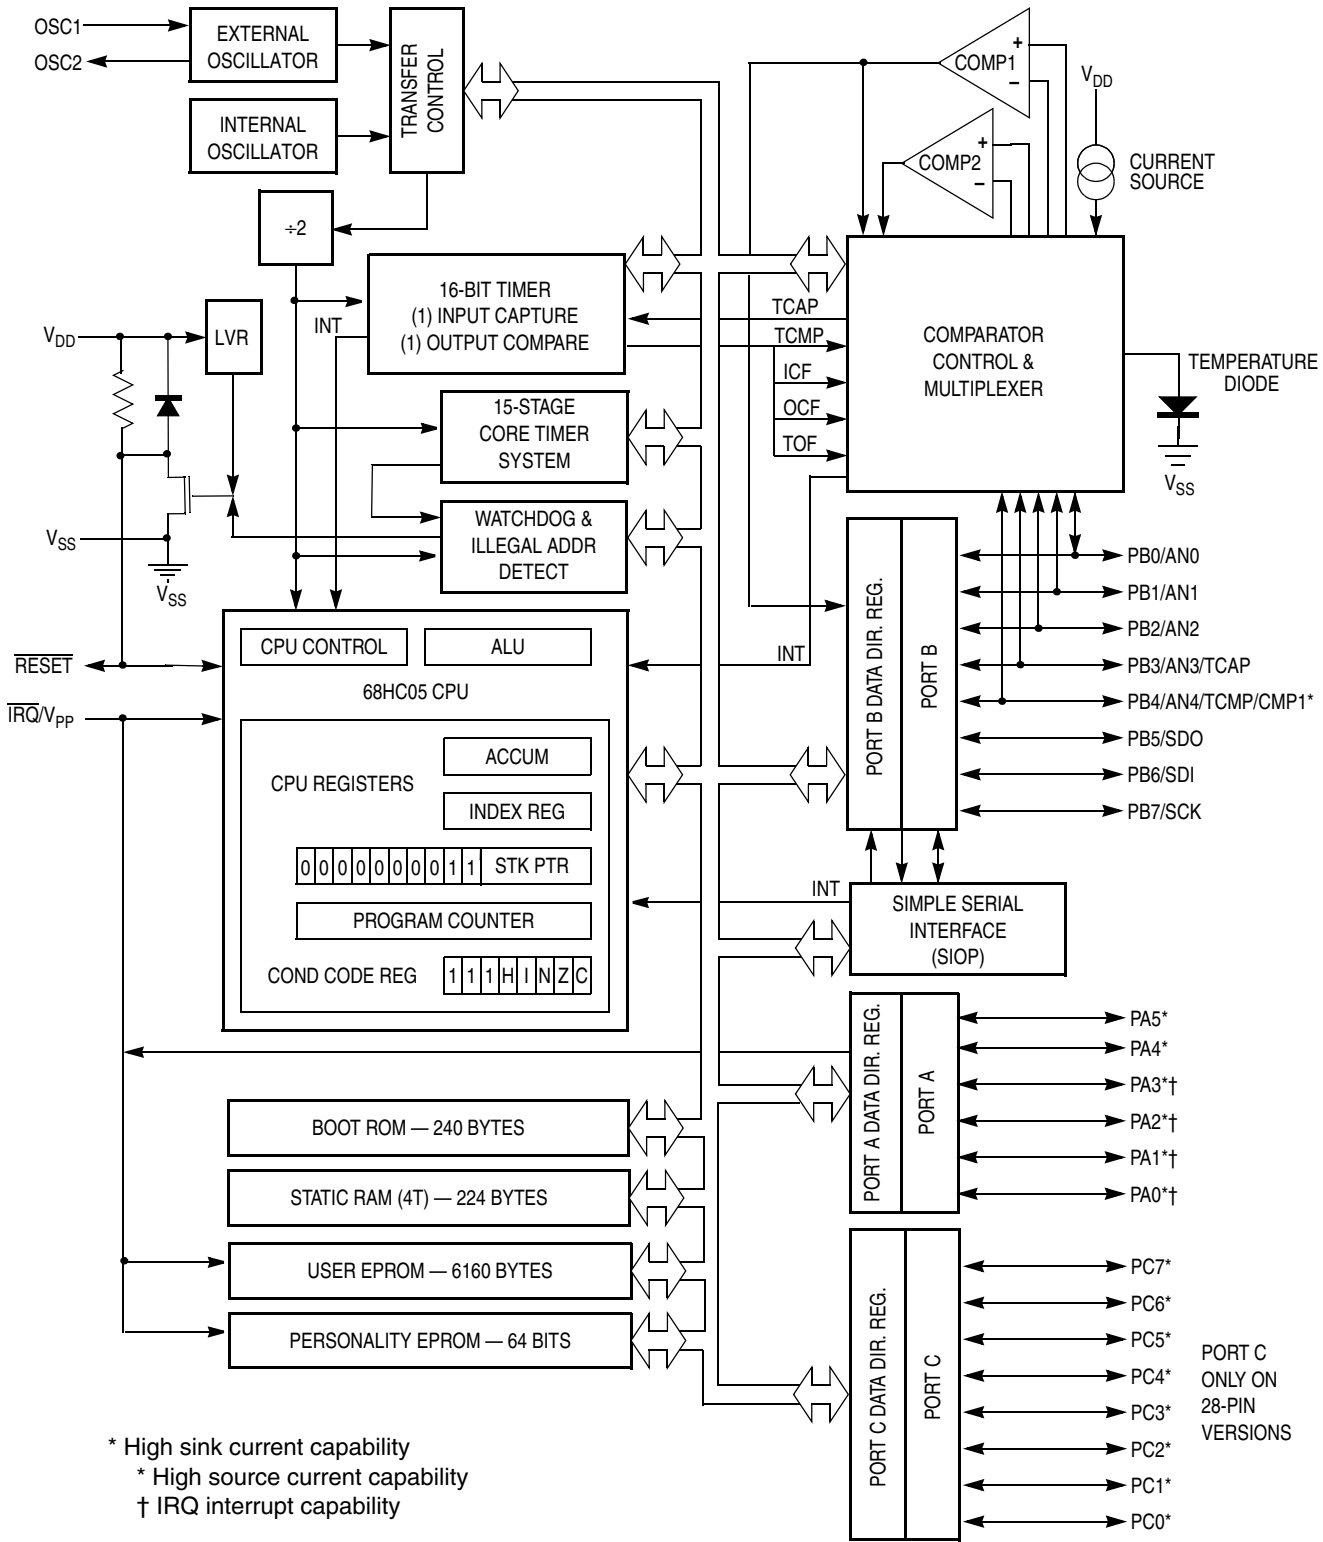 OSC1
OSC2
EXTERNAL
OSCILLATOR
INTERNAL
OSCILLATOR
TRANSFER
CONTROL
÷2
COMP1
+
–
COMP2
+
–
VDD
CURRENT
SOURCE
16-BIT TIMER
(1) INPUT CAPTURE
(1) OUTPUT COMPARE
INT
VDD
LVR
TCAP
TCMP
ICF
OCF
TOF
COMPARATOR
CONTROL &
MULTIPLEXER
TEMPERATURE
DIODE
VSS
15-STAGE
CORE TIMER
SYSTEM
WATCHDOG &
ILLEGAL ADDR
DETECT
VSS
VSS
RESET
IRQ/VPP
CPU CONTROL
ALU
68HC05 CPU
INT
CPU REGISTERS
ACCUM
INDEX REG
0 0 0 0 0 0 0 0 1 1 STK PTR
PROGRAM COUNTER
COND CODE REG
1 1 1 H I N Z C
PORT B DATA DIR. REG.
PORT B
PB0/AN0
PB1/AN1
PB2/AN2
PB3/AN3/TCAP
PB4/AN4/TCMP/CMP1*
PB5/SDO
PB6/SDI
PB7/SCK
INT
SIMPLE SERIAL
INTERFACE
(SIOP)
PORT A DATA DIR. REG.
PORT A
PA5*
PA4*
PA3*†
PA2*†
PA1*†
PA0*†
BOOT ROM — 240 BYTES
STATIC RAM (4T) — 224 BYTES
USER EPROM — 6160 BYTES
PERSONALITY EPROM — 64 BITS
PORT C DATA DIR. REG.
PORT C
PC7*
PC6*
PC5*
PC4*
PC3*
PC2*
PC1*
PC0*
PORT C
ONLY ON
28-PIN
VERSIONS
* High sink current capability
* High source current capability
† IRQ interrupt capability